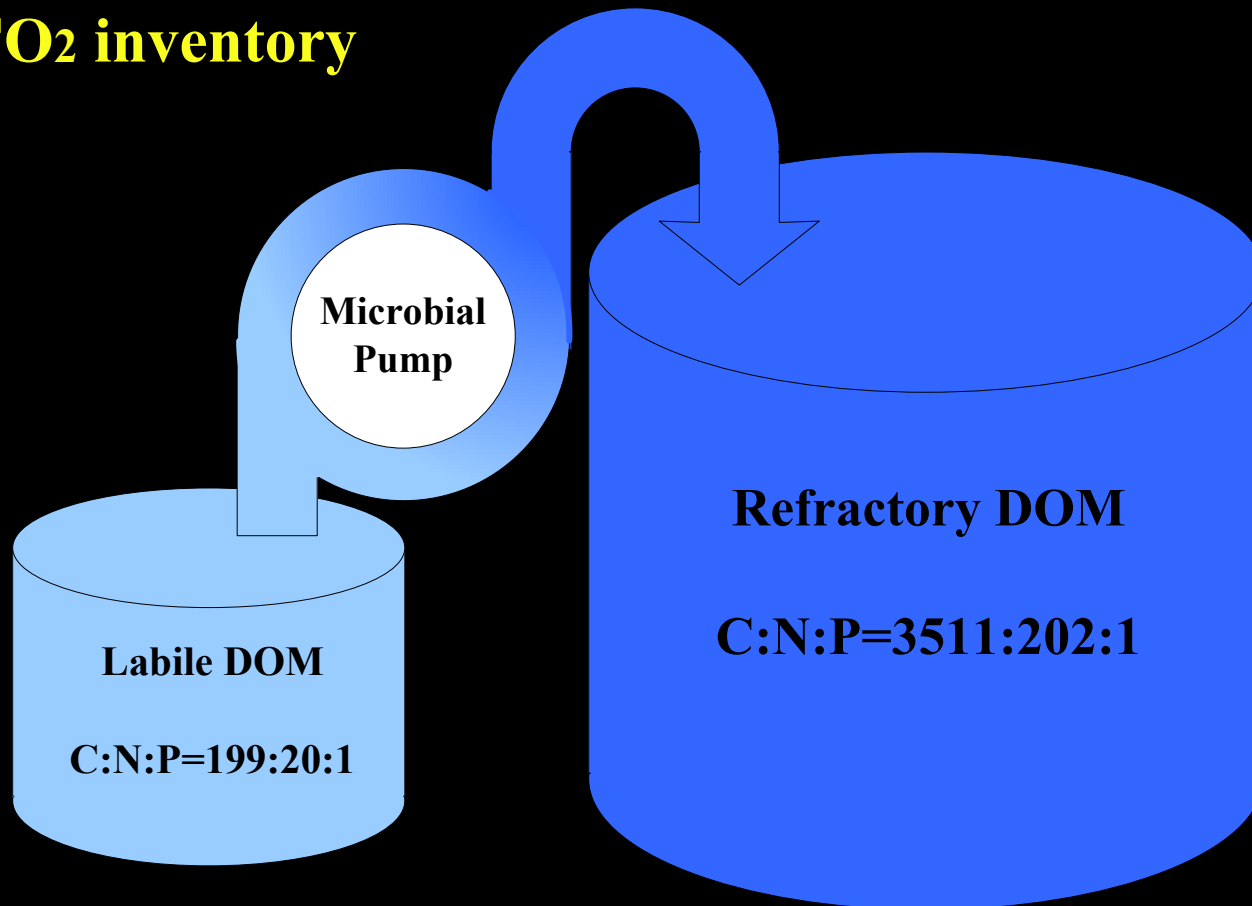 O2 inventory
Microbial
Pump
Refractory DOM
C:N:P=3511:202:1
Labile DOM
C:N:P=199:20:1